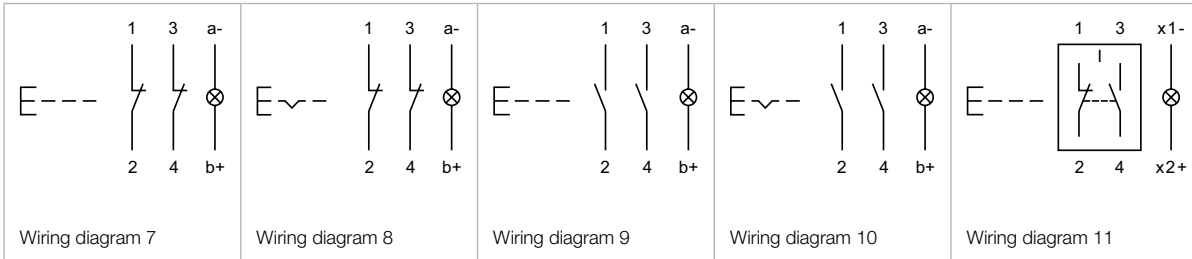 1 3 a-
2 4 b+
Wiring diagram 7
1 3 a-
2 4 b+
Wiring diagram 8
1 3 a-
2 4 b+
Wiring diagram 9
1 3 a-
2 4 b+
Wiring diagram 10
1 3 x1-
2 4 x2+
Wiring diagram 11